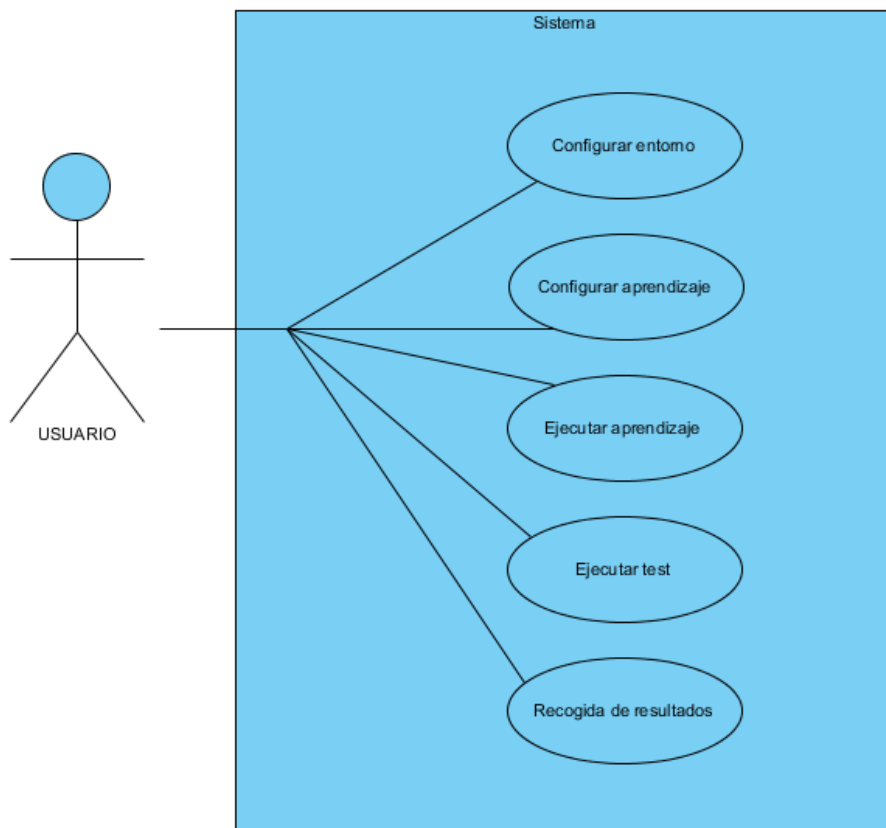 Sistema
Configurar entorno
Configurar aprendizaje
Ejecutar aprendizaje
USUARIO
Ejecutar test
Recogida de resultados